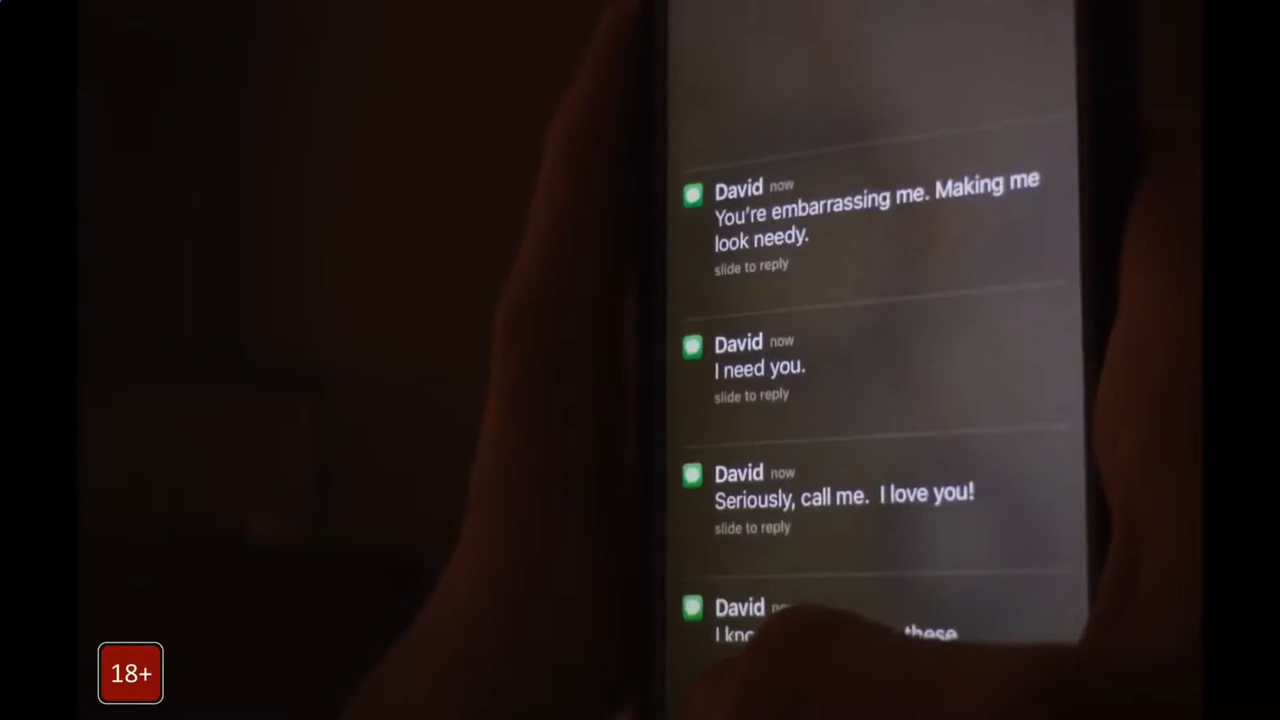 David now
You're embarrassing me. Making me
look needy.
slide to reply
David now
I need you.
slide to reply
David now
Seriously, call me.  I love you!
slide to reply
David
I these
18+